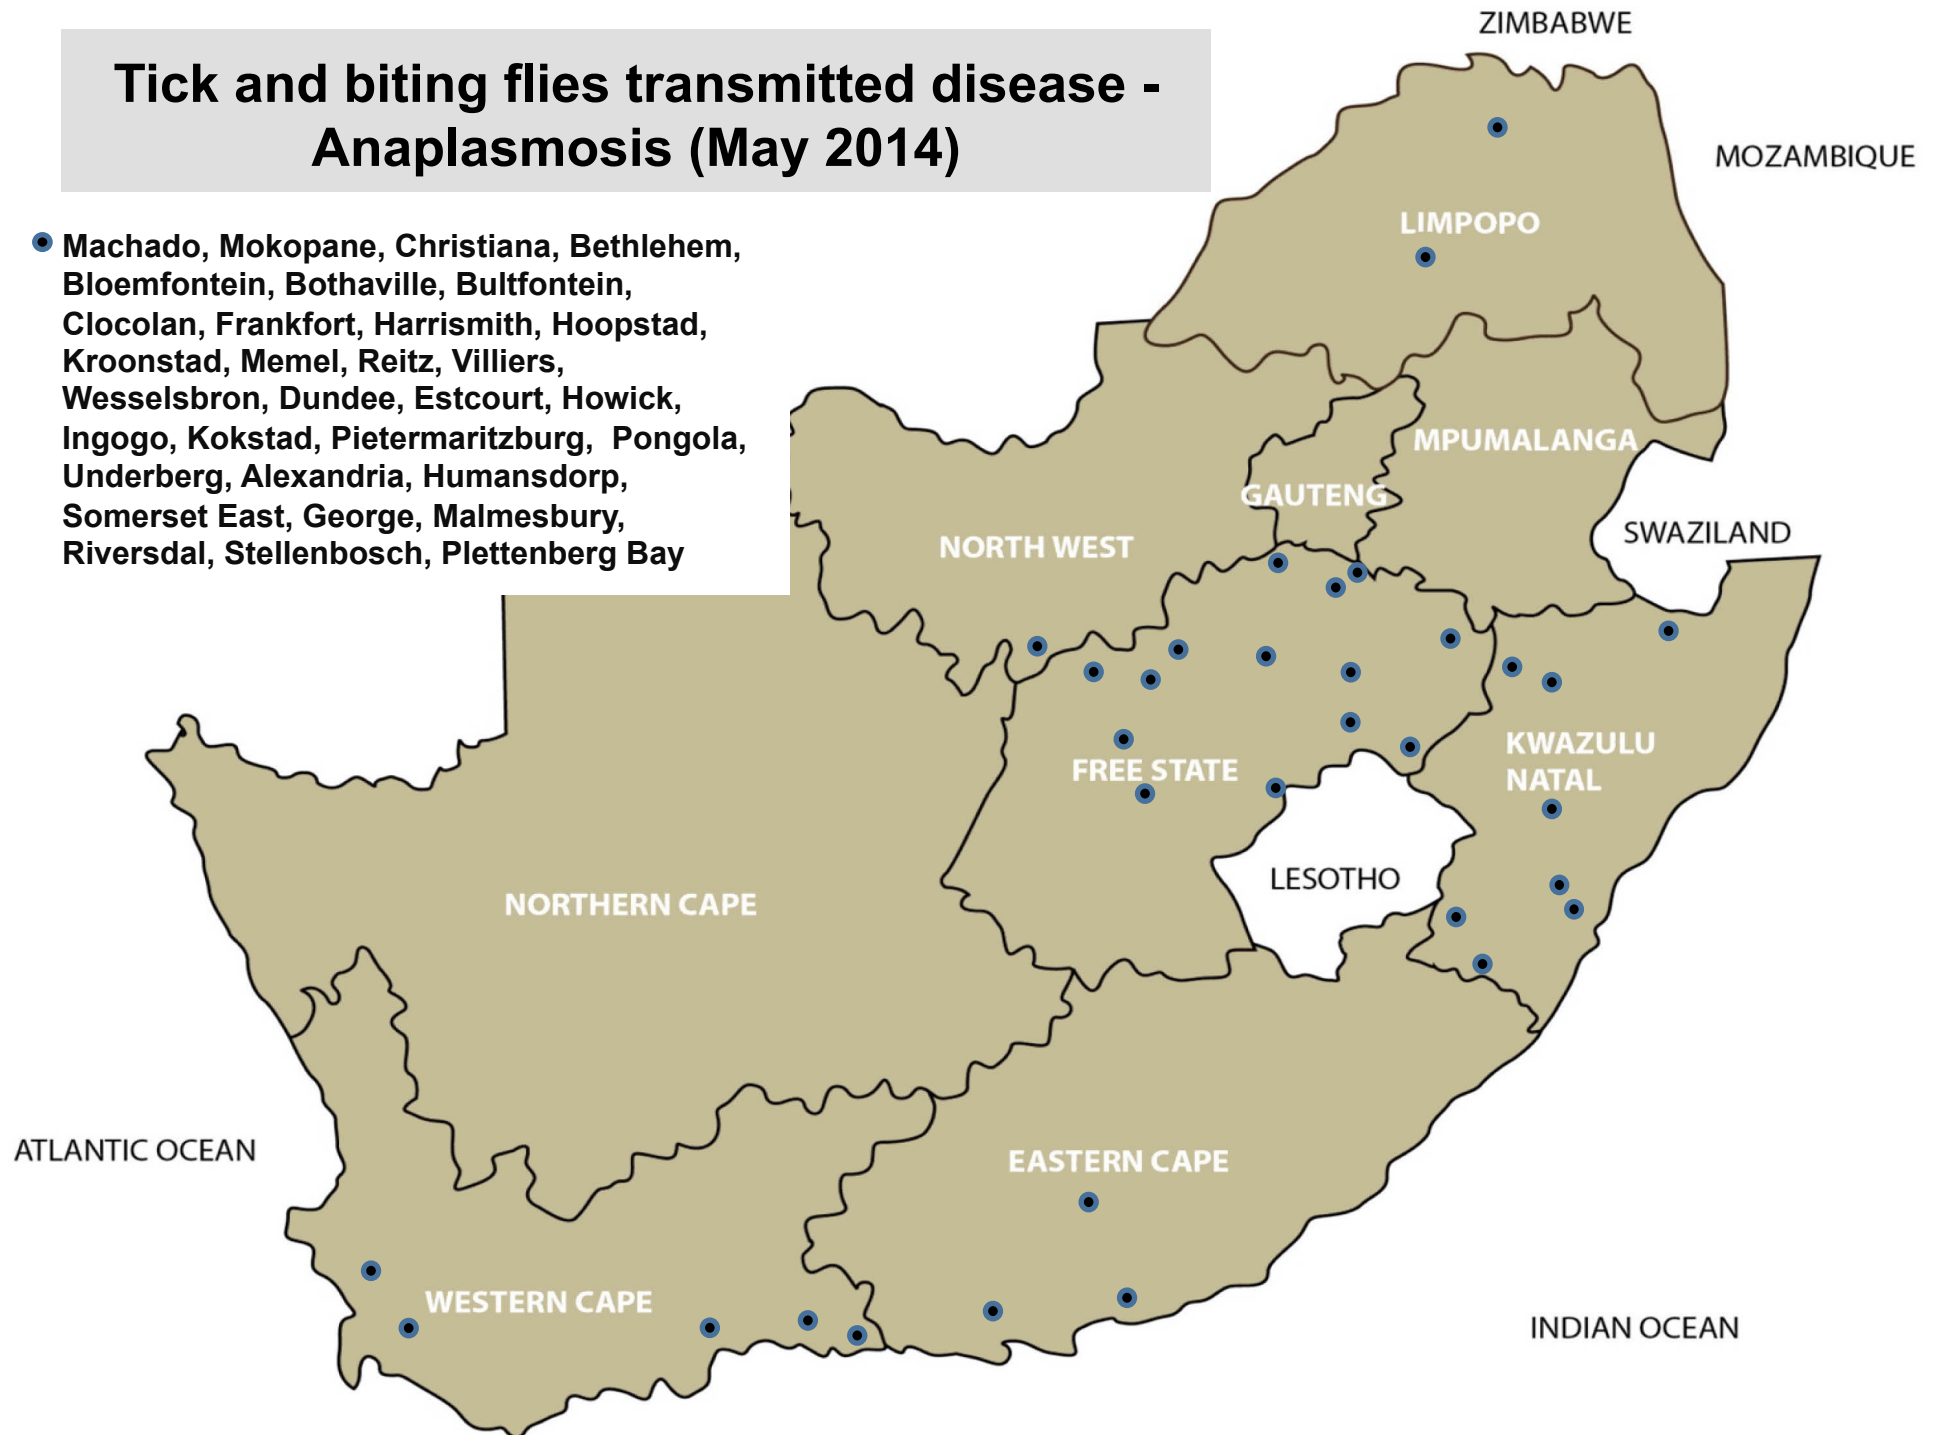 Tick and biting flies transmitted disease -
Anaplasmosis (May 2014)
Machado, Mokopane, Christiana, Bethlehem,
Bloemfontein, Bothaville, Bultfontein,
Clocolan, Frankfort, Harrismith, Hoopstad,
Kroonstad, Memel, Reitz, Villiers,
Wesselsbron, Dundee, Estcourt, Howick,
Ingogo, Kokstad, Pietermaritzburg, Pongola,
Underberg, Alexandria, Humansdorp,
Somerset East, George, Malmesbury,
Riversdal, Stellenbosch, Plettenberg Bay
ZIMBABWE
MOZAMBIQUE
LIMPOPO
MPUMALANGA
GAUTENG
SWAZILAND
NORTH WEST
KWAZULU
NATAL
FREE STATE
LESOTHO
NORTHERN CAPE
ATLANTIC OCEAN
EASTERN CAPE
WESTERN CAPE
INDIAN OCEAN